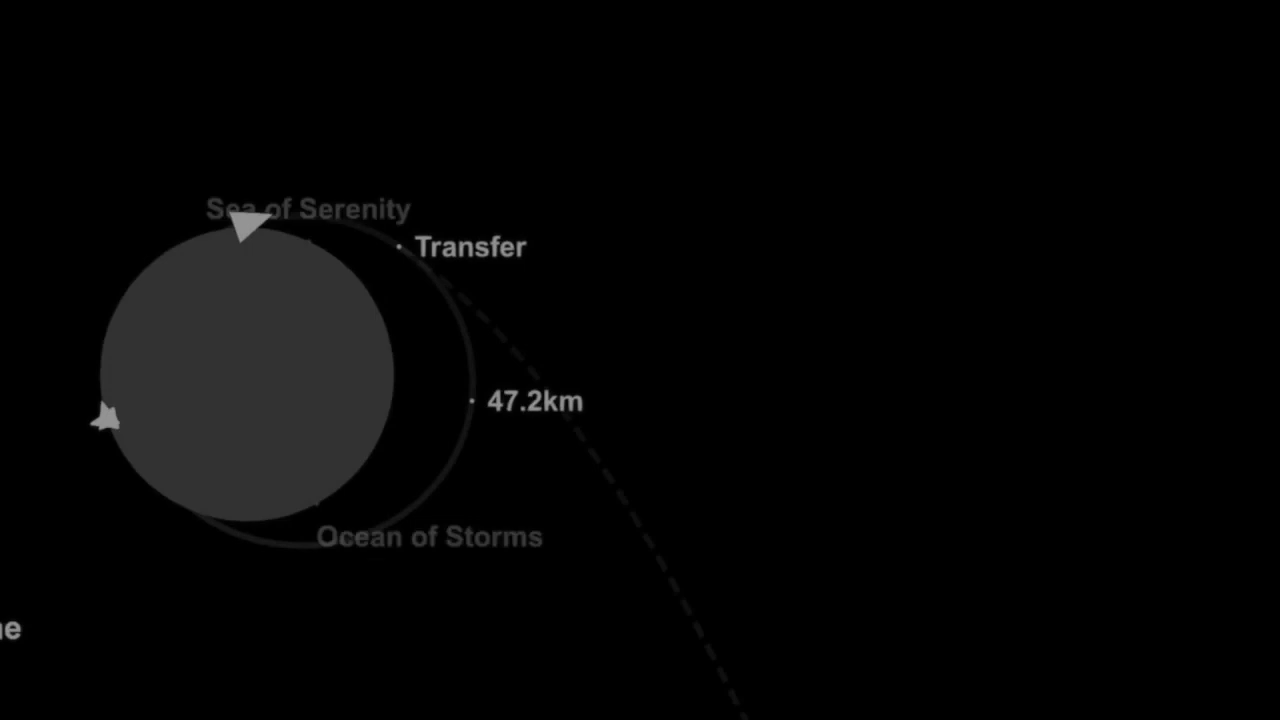 Sea of Serenity
Transfer
47.2km
Ocean of Storms